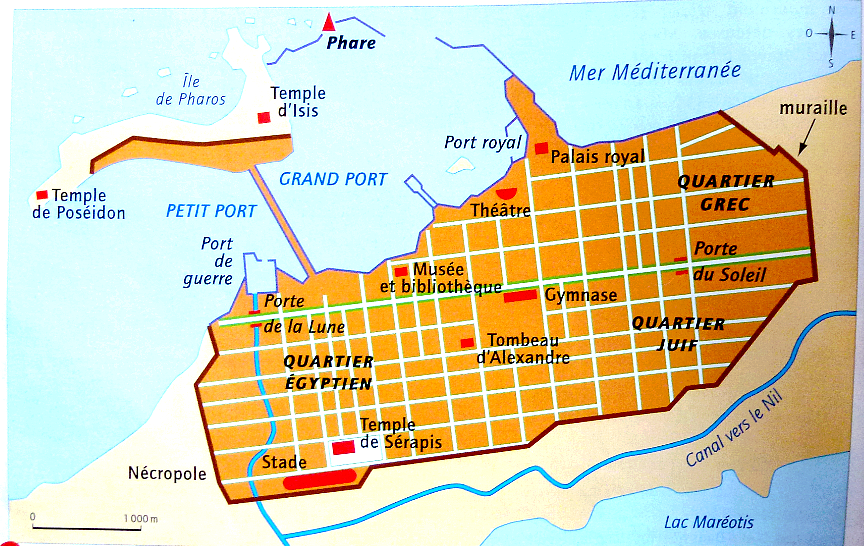 N
O
E
S
Phare
Mer Méditerranée
Île
de Pharos
Temple
d'Isis
muraille
Port royal
Palais royal
GRAND PORT
QUARTIER
GREC
Temple
de Poséidon
PETIT PORT
Théâtre
Port
de
guerre
Porte
du Soleil
Musée
et bibliothèque
Gymnase
Porte
de la Lune
QUARTIER
JUIF
Tombeau
d'Alexandre
QUARTIER
ÉGYPTIEN
Temple
de Sérapis
Canal vers le Nil
Stade
Nécropole
0
1 000 m
Lac Maréotis